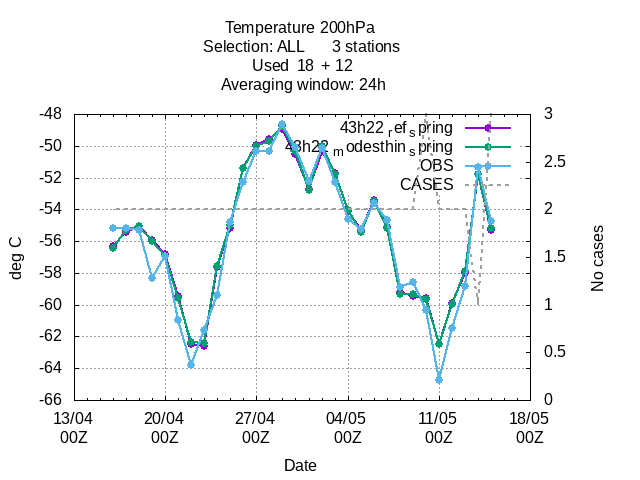 Temperature 200hPa
Selection: ALL 3 stations
Used 18 + 12
Averaging window: 24h
43h22_ref_spring
43h22_modesthin_spring
OBS
CASES
-48
-50
-52
-54
-56
-58
-60
-62
-64
-66
3
2.5
2
1.5
1
0.5
0
deg C
No cases
13/04 20/04 27/04 04/05 11/05 18/05
00Z 00Z 00Z 00Z 00Z 00Z
Date